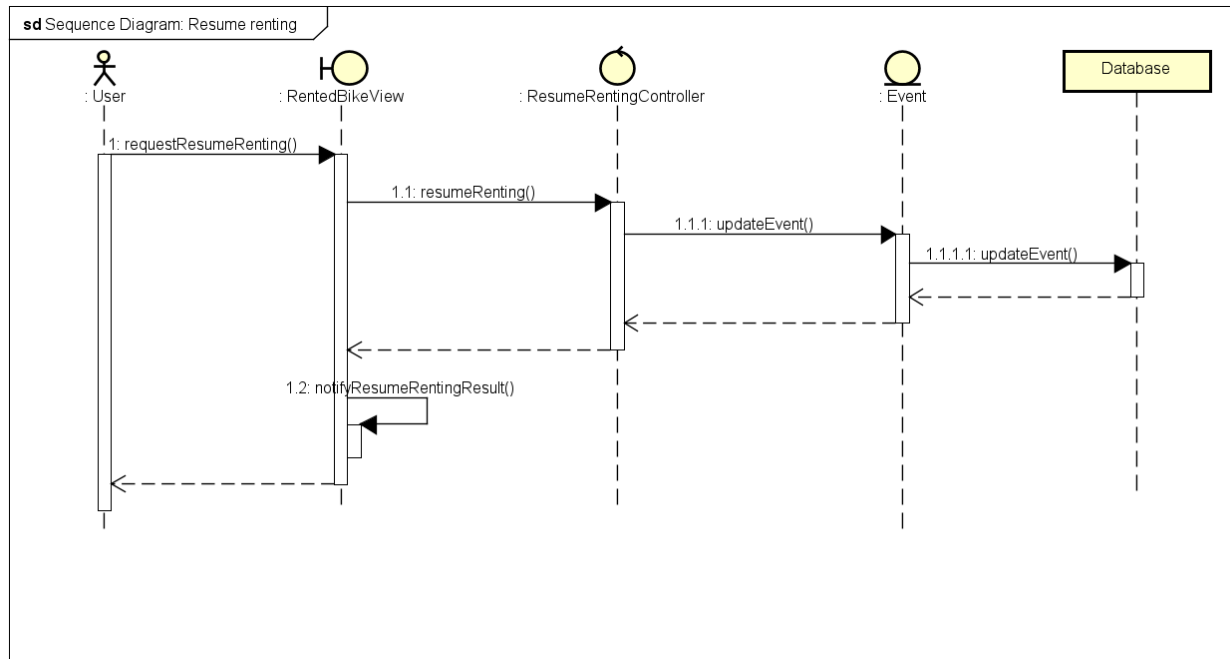 sd Sequence Diagram: Resume renting
: User
: RentedBikeView
: ResumeRentingController
: Event
Database
1: requestResumeRenting()
1.1: resumeRenting()
1.1.1: updateEvent()
1.1.1.1: updateEvent()
1.2: notifyResumeRentingResult()